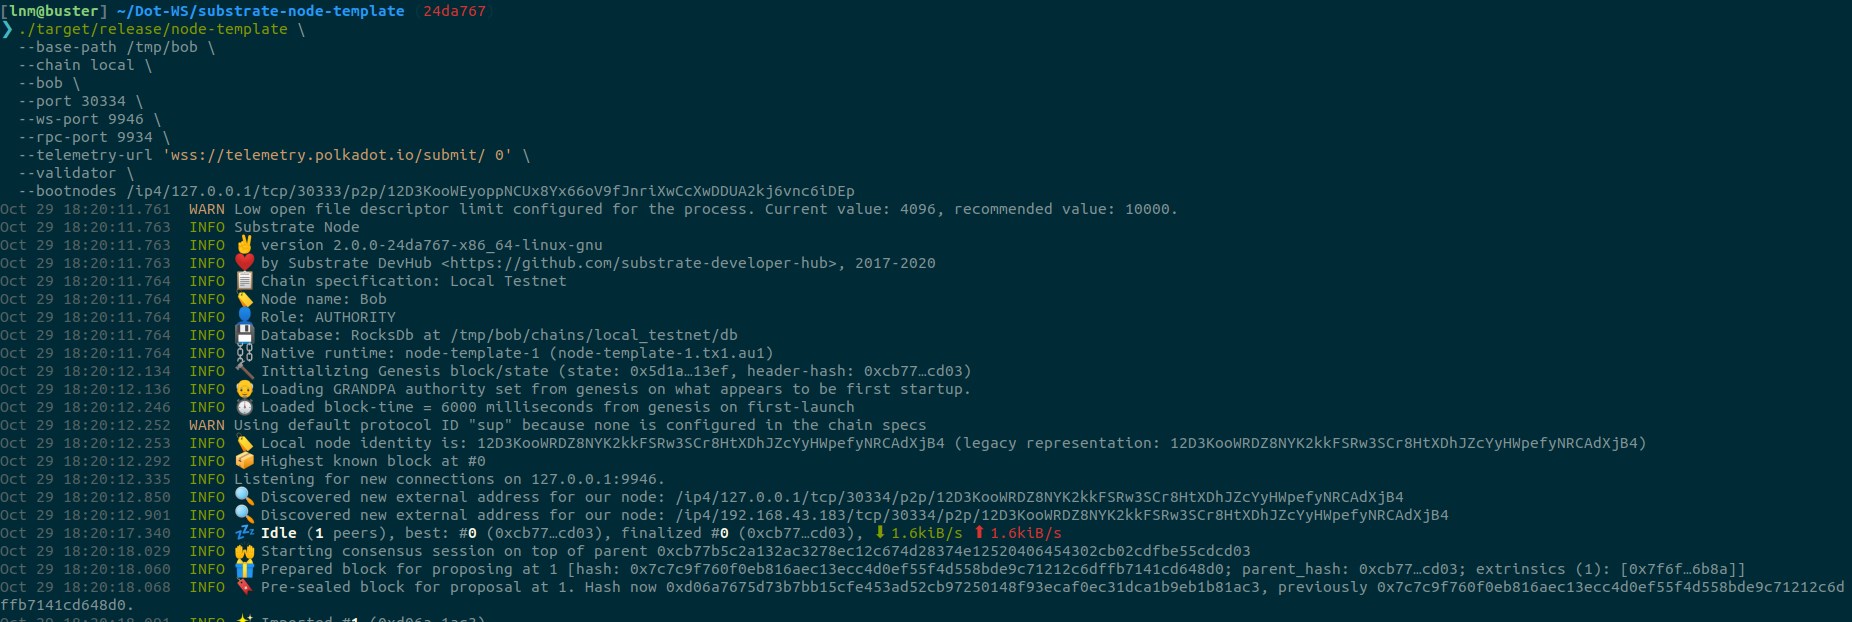 [lnm@buster] ~/Dot-WS/substrate-node-template 24da767
❯ ./target/release/node-template \
--base-path /tmp/bob \
--chain local \
--bob \
--port 30334 \
--ws-port 9946 \
--rpc-port 9934 \
--telemetry-url 'wss://telemetry.polkadot.io/submit/ 0' \
--validator \
--bootnodes /ip4/127.0.0.1/tcp/30333/p2p/12D3KooWEyoppNCUx8Yx66oV9fJnriXwCcXwDDUA2kj6vnc6iDEp
Oct 29 18:20:11.761 WARN Low open file descriptor limit configured for the process. Current value: 4096, recommended value: 10000.
Oct 29 18:20:11.763 INFO Substrate Node
Oct 29 18:20:11.763 INFO ✌️ version 2.0.0-24da767-x86_64-linux-gnu
Oct 29 18:20:11.763 INFO ❤️ by Substrate DevHub <https://github.com/substrate-developer-hub>, 2017-2020
Oct 29 18:20:11.764 INFO 📋 Chain specification: Local Testnet
Oct 29 18:20:11.764 INFO 🏷 Node name: Bob
Oct 29 18:20:11.764 INFO 👤 Role: AUTHORITY
Oct 29 18:20:11.764 INFO 💾 Database: RocksDb at /tmp/bob/chains/local_testnet/db
Oct 29 18:20:11.764 INFO ⛓ Native runtime: node-template-1 (node-template-1.tx1.au1)
Oct 29 18:20:12.134 INFO 🔨 Initializing Genesis block/state (state: 0x5d1a…13ef, header-hash: 0xcb77…cd03)
Oct 29 18:20:12.136 INFO 👴 Loading GRANDPA authority set from genesis on what appears to be first startup.
Oct 29 18:20:12.246 INFO ⏱ Loaded block-time = 6000 milliseconds from genesis on first-launch
Oct 29 18:20:12.252 WARN Using default protocol ID "sup" because none is configured in the chain specs
Oct 29 18:20:12.253 INFO 🏷 Local node identity is: 12D3KooWRDZ8NYK2kkFSRw3SCr8HtXDhJZcYyHWpefyNRCAdXjB4 (legacy representation: 12D3KooWRDZ8NYK2kkFSRw3SCr8HtXDhJZcYyHWpefyNRCAdXjB4)
Oct 29 18:20:12.292 INFO 📦 Highest known block at #0
Oct 29 18:20:12.335 INFO Listening for new connections on 127.0.0.1:9946.
Oct 29 18:20:12.850 INFO 🔍 Discovered new external address for our node: /ip4/127.0.0.1/tcp/30334/p2p/12D3KooWRDZ8NYK2kkFSRw3SCr8HtXDhJZcYyHWpefyNRCAdXjB4
Oct 29 18:20:12.901 INFO 🔍 Discovered new external address for our node: /ip4/192.168.43.183/tcp/30334/p2p/12D3KooWRDZ8NYK2kkFSRw3SCr8HtXDhJZcYyHWpefyNRCAdXjB4
Oct 29 18:20:17.340 INFO 💤 Idle (1 peers), best: #0 (0xcb77…cd03), finalized #0 (0xcb77…cd03), ⬇ 1.6kiB/s ⬆ 1.6kiB/s
Oct 29 18:20:18.029 INFO 🙌 Starting consensus session on top of parent 0xcb77b5c2a132ac3278ec12c674d28374e12520406454302cb02cdfbe55cdcd03
Oct 29 18:20:18.060 INFO 🎁 Prepared block for proposing at 1 [hash: 0x7c7c9f760f0eb816aec13ecc4d0ef55f4d558bde9c71212c6dffb7141cd648d0; parent_hash: 0xcb77…cd03; extrinsics (1): [0x7f6f…6b8a]]
Oct 29 18:20:18.068 INFO 🔖 Pre-sealed block for proposal at 1. Hash now 0xd06a7675d73b7bb15cfe453ad52cb97250148f93ecaf0ec31dca1b9eb1b81ac3, previously 0x7c7c9f760f0eb816aec13ecc4d0ef55f4d558bde9c71212c6d
ffb7141cd648d0.
Oct 29 18:20:18.091 INFO ✨ Imported #1 (0xd06a…1ac3)